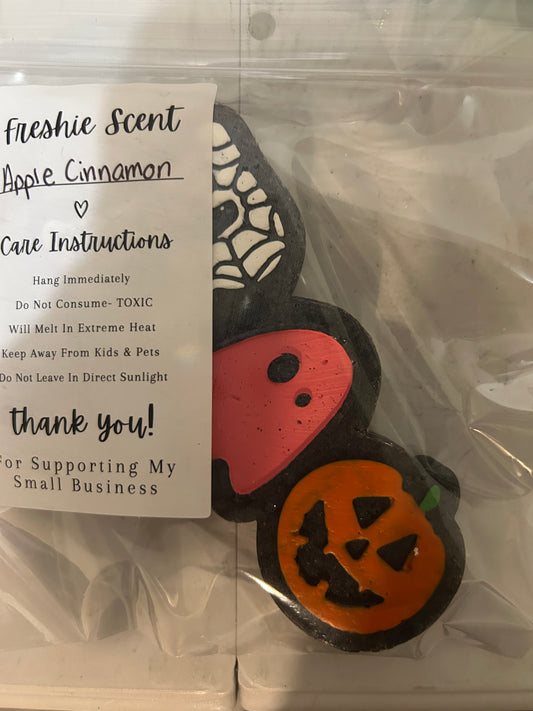 Freshie Scent
Apple Cinnamon
Care Instructions
Hang Immediately
Do Not Consume- TOXIC
Will Melt In Extreme Heat
Keep Away From Kids & Pets
Do Not Leave In Direct Sunlight
thank you!
For Supporting My
Small Business